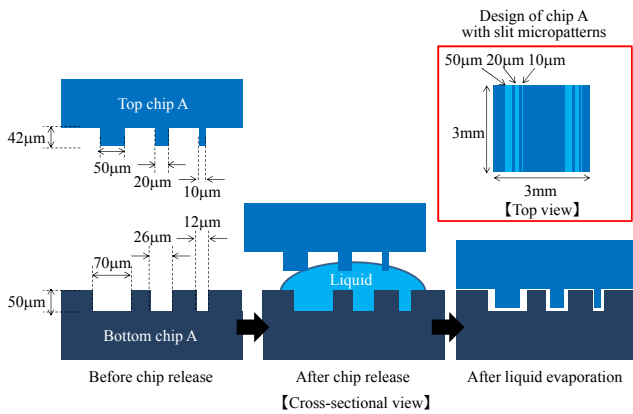 Design of chip A
with slit micropatterns
50μm 20μm 10μm
3mm
3mm
【Top view】
Top chip A
42μm
50μm
20μm
10μm
12μm
26μm
70μm
50μm
Bottom chip A
Liquid
Before chip release
After chip release
After liquid evaporation
【Cross-sectional view】